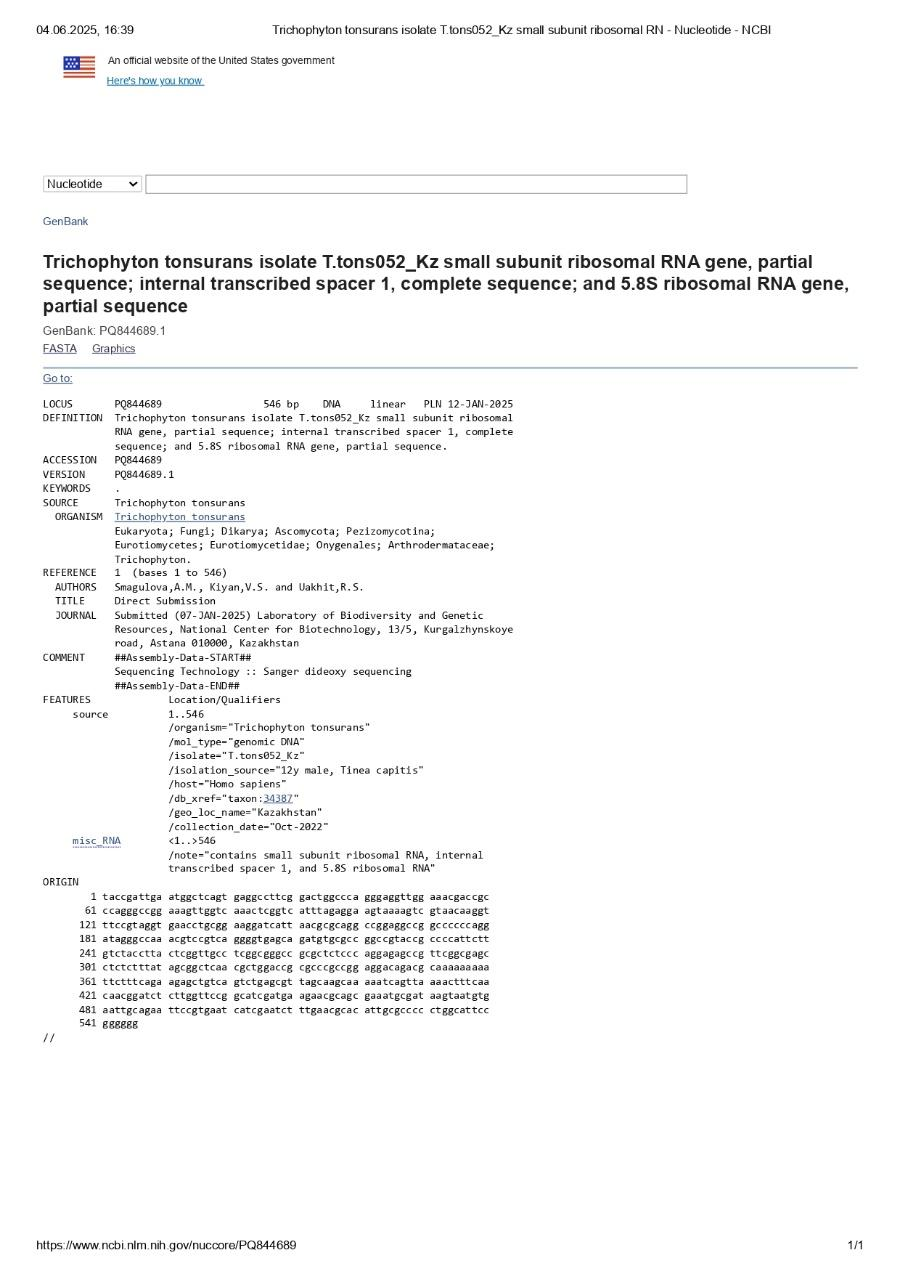 04.06.2025, 16:39 Trichophyton tonsurans isolate T.tons052_Kz small subunit ribosomal RN - Nucleotide - NCBI
An official website of the United States government
Here's how you know
Nucleotide
GenBank
Trichophyton tonsurans isolate T.tons052_Kz small subunit ribosomal RNA gene, partial
sequence; internal transcribed spacer 1, complete sequence; and 5.8S ribosomal RNA gene,
partial sequence
GenBank: PQ844689.1
FASTA Graphics
Go to:
LOCUS PQ844689 546 bp DNA linear PLN 12-JAN-2025
DEFINITION Trichophyton tonsurans isolate T.tons052_Kz small subunit ribosomal
RNA gene, partial sequence; internal transcribed spacer 1, complete
sequence; and 5.8S ribosomal RNA gene, partial sequence.
ACCESSION PQ844689
VERSION PQ844689.1
KEYWORDS .
SOURCE Trichophyton tonsurans
ORGANISM Trichophyton tonsurans
Eukaryota; Fungi; Dikarya; Ascomycota; Pezizomycotina;
Eurotiomycetes; Eurotiomycetidae; Onygenales; Arthrodermataceae;
Trichophyton.
REFERENCE 1 (bases 1 to 546)
AUTHORS Smagulova,A.M., Kiyan,V.S. and Uakhit,R.S.
TITLE Direct Submission
JOURNAL Submitted (07-JAN-2025) Laboratory of Biodiversity and Genetic
Resources, National Center for Biotechnology, 13/5, Kurgalzhynskoye
road, Astana 010000, Kazakhstan
COMMENT ##Assembly-Data-START##
Sequencing Technology :: Sanger dideoxy sequencing
##Assembly-Data-END##
FEATURES Location/Qualifiers
source 1..546
/organism="Trichophyton tonsurans"
/mol_type="genomic DNA"
/isolate="T.tons052_Kz"
/isolation_source="12y male, Tinea capitis"
/host="Homo sapiens"
/db_xref="taxon:34387"
/geo_loc_name="Kazakhstan"
/collection_date="Oct-2022"
misc_RNA <1..>546
/note="contains small subunit ribosomal RNA, internal
transcribed spacer 1, and 5.8S ribosomal RNA"
ORIGIN
1 taccgattga atggctcagt gaggccttcg gactggccca gggaggttgg aaacgaccgc
61 ccagggccgg aaagttggtc aaactcggtc atttagagga agtaaaagtc gtaacaaggt
121 ttccgtaggt gaacctgcgg aaggatcatt aacgcgcagg ccggaggccg gccccccagg
181 atagggccaa acgtccgtca ggggtgagca gatgtgcgcc ggccgtaccg ccccattctt
241 gtctacctta ctcggttgcc tcggcgggcc gcgctctccc aggagagccg ttcggcgagc
301 ctctctttat agcggctcaa cgctggaccg cgcccgccgg aggacagacg caaaaaaaaa
361 ttctttcaga agagctgtca gtctgagcgt tagcaagcaa aaatcagtta aaactttcaa
421 caacggatct cttggttccg gcatcgatga agaacgcagc gaaatgcgat aagtaatgtg
481 aattgcagaa ttccgtgaat catcgaatct ttgaacgcac attgcgcccc ctggcattcc
541 gggggg
//
https://www.ncbi.nlm.nih.gov/nuccore/PQ844689 1/1